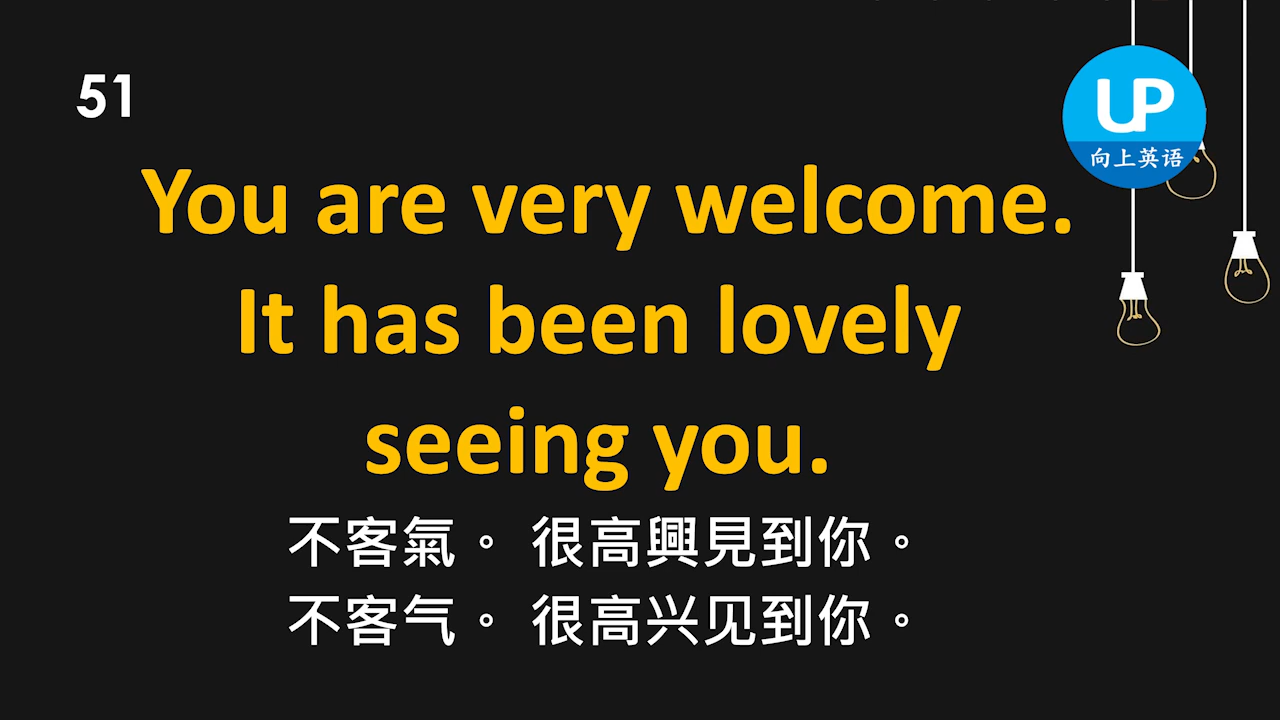 51
UP
向上英语
You are very welcome.
It has been lovely
seeing you.
不客氣。 很高興見到你。
不客气。 很高兴见到你。